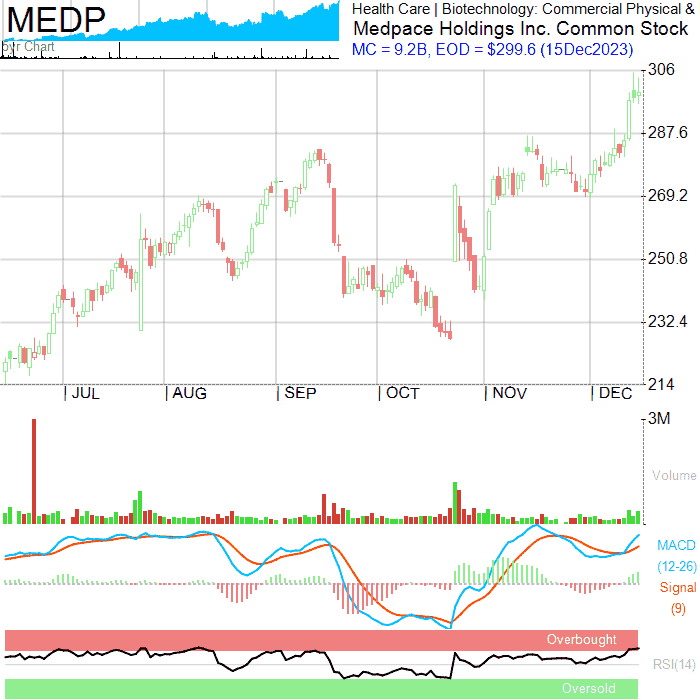 MEDP
Health Care | Biotechnology: Commercial Physical &
Medpace Holdings Inc. Common Stock
MC = 9.2B, EOD = $299.6 (15Dec2023)
5yr Chart
306
287.6
269.2
250.8
232.4
214
| JUL | AUG | SEP | OCT | NOV | DEC
3M
Volume
MACD
(12-26)
Signal
(9)
Overbought
RSI(14)
Oversold